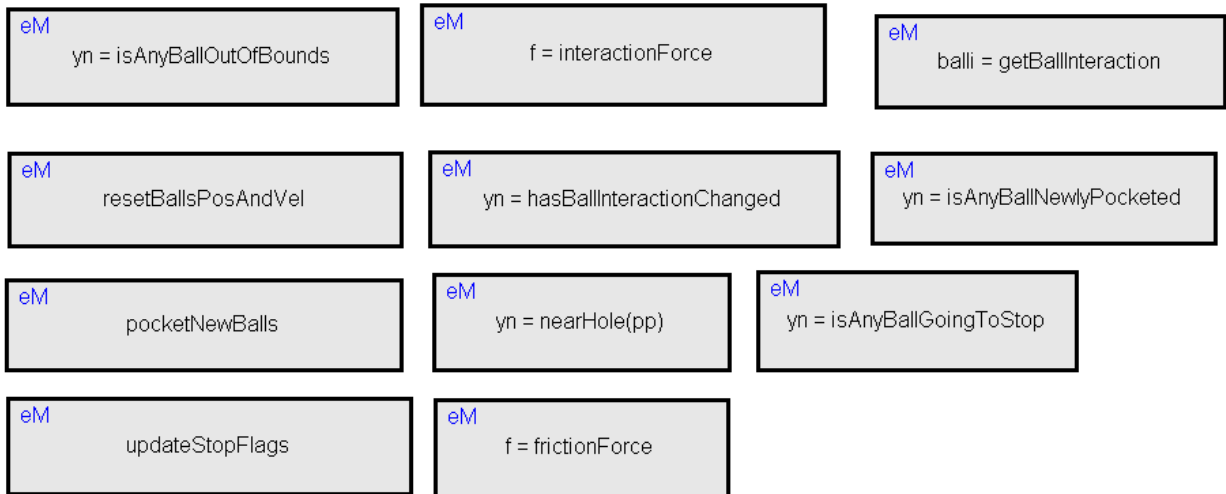 eM
yn = isAnyBallOutOfBounds
eM
f = interactionForce
eM
balli = getBallInteraction
eM
resetBallsPosAndVel
eM
yn = hasBallInteractionChanged
eM
yn = isAnyBallNewlyPocketed
eM
pocketNewBalls
eM
yn = nearHole(pp)
eM
yn = isAnyBallGoingToStop
eM
updateStopFlags
eM
f = frictionForce